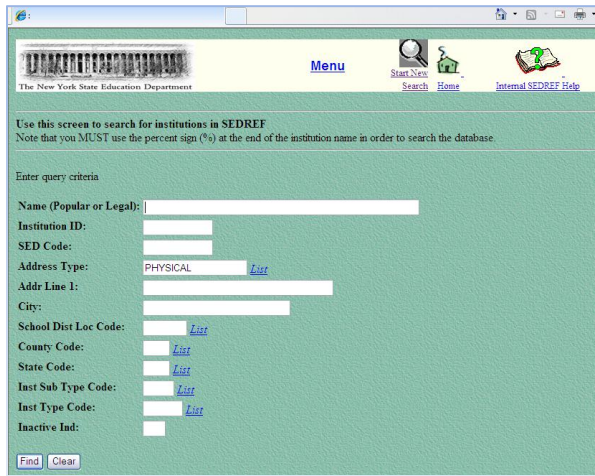 The New York State Education Department
Menu
Start New
Search
Home
Internal SEDREF Help
Use this screen to search for institutions in SEDREF
Note that you MUST use the percent sign (%) at the end of the institution name in order to search the database.
Enter query criteria
Name (Popular or Legal):
Institution ID:
SED Code:
Address Type: PHYSICAL List
Addr Line 1:
City:
School Dist Loc Code: List
County Code: List
State Code: List
Inst Sub Type Code: List
Inst Type Code: List
Inactive Ind:
Find Clear